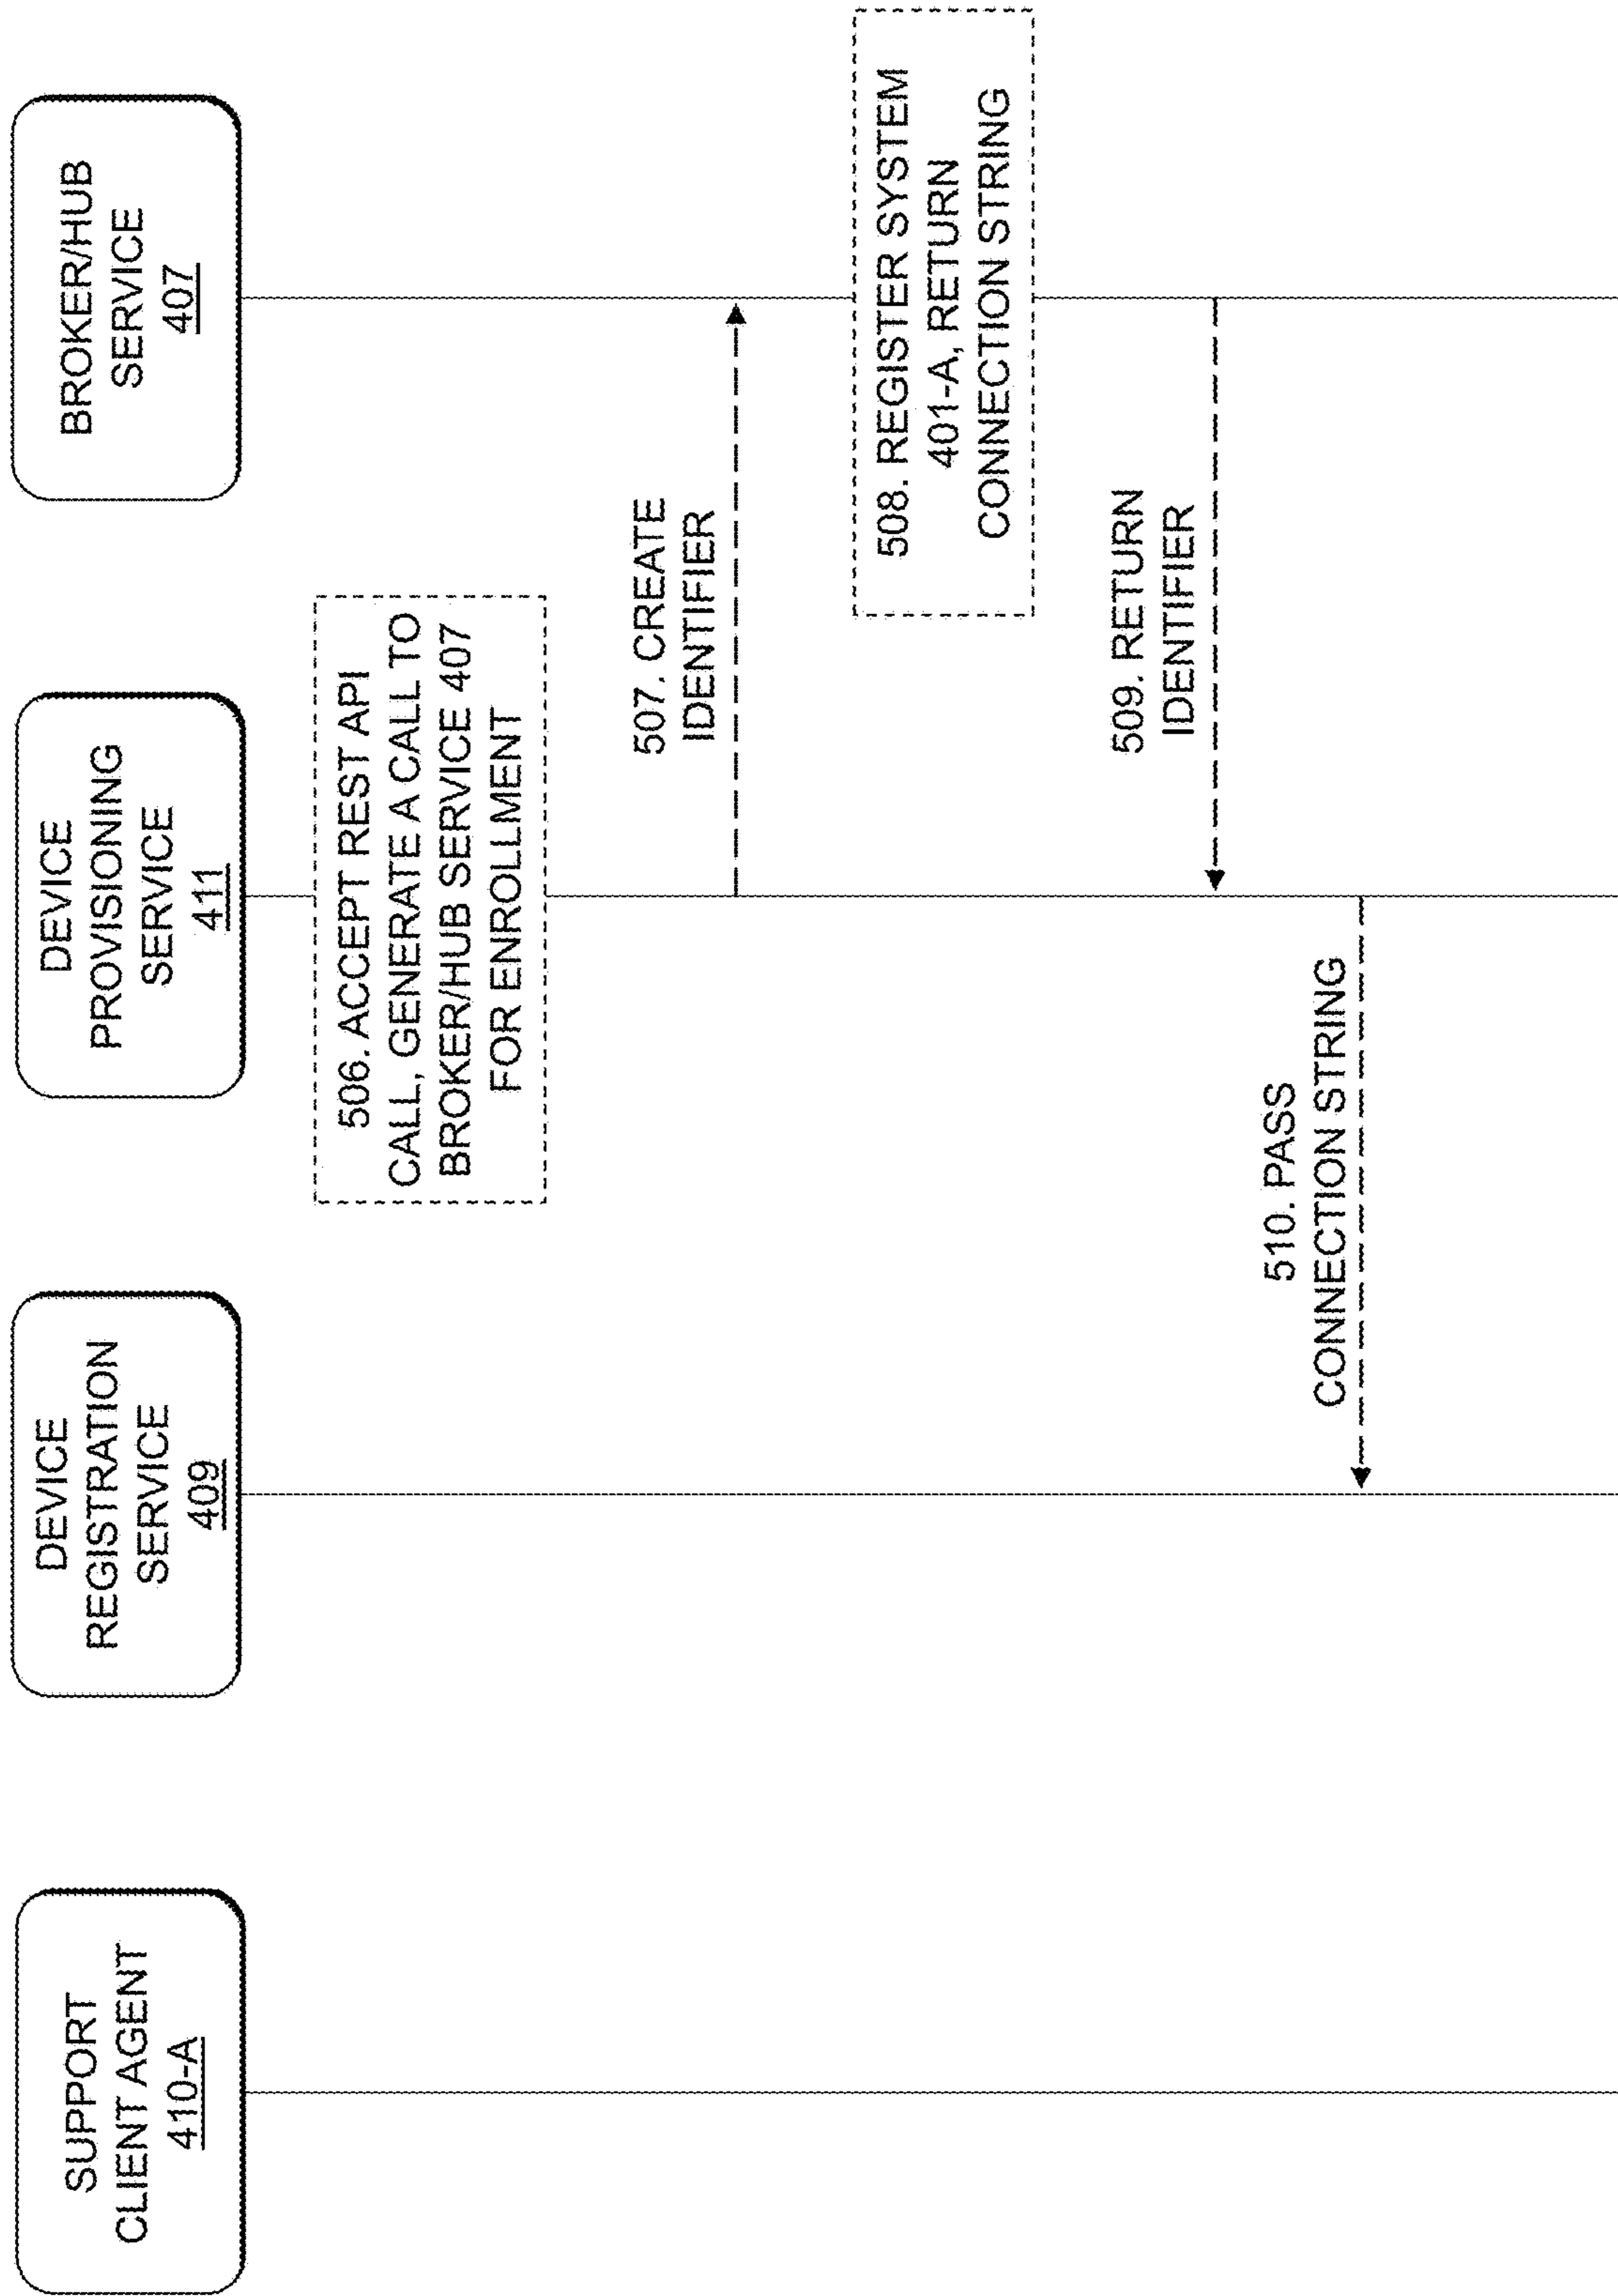 SUPPORT
CLIENT AGENT
410-A
DEVICE
REGISTRATION
SERVICE
409
DEVICE
PROVISIONING
SERVICE
411
BROKER/HUB
SERVICE
407
506. ACCEPT REST API
CALL, GENERATE A CALL TO
BROKER/HUB SERVICE 407
FOR ENROLLMENT
507. CREATE
IDENTIFIER
508. REGISTER SYSTEM
401-A, RETURN
CONNECTION STRING
509. RETURN
IDENTIFIER
510. PASS
CONNECTION STRING